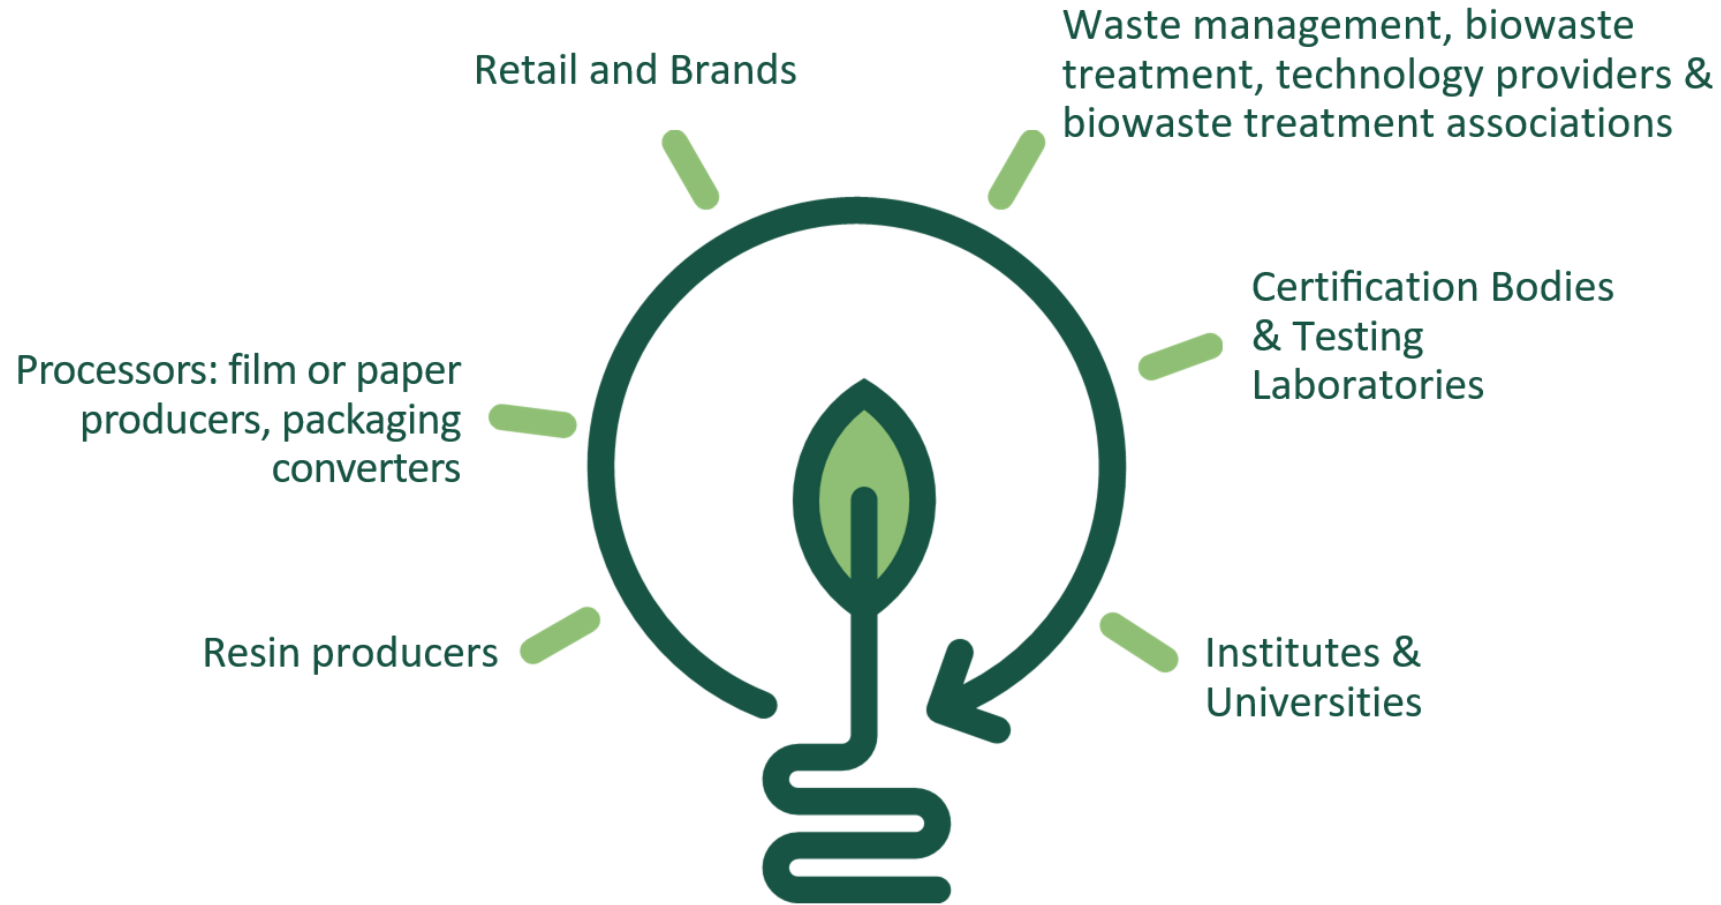 Retail and Brands
Waste management, biowaste
treatment, technology providers &
biowaste treatment associations
Certification Bodies
& Testing
Laboratories
Processors: film or paper
producers, packaging
converters
Resin producers
Institutes &
Universities